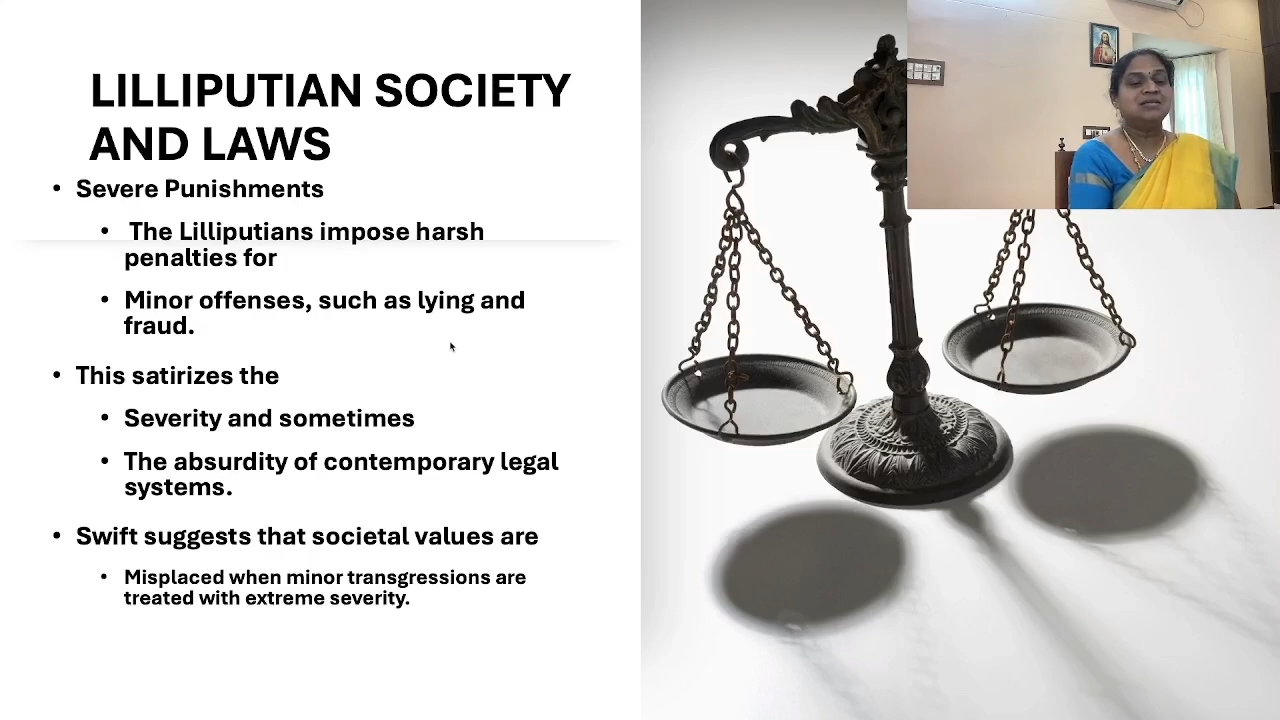 LILLIPUTIAN SOCIETY
AND LAWS
• Severe Punishments
• The Lilliputians impose harsh
penalties for
• Minor offenses, such as lying and
fraud.
• This satirizes the
• Severity and sometimes
• The absurdity of contemporary legal
systems.
• Swift suggests that societal values are
• Misplaced when minor transgressions are
treated with extreme severity.